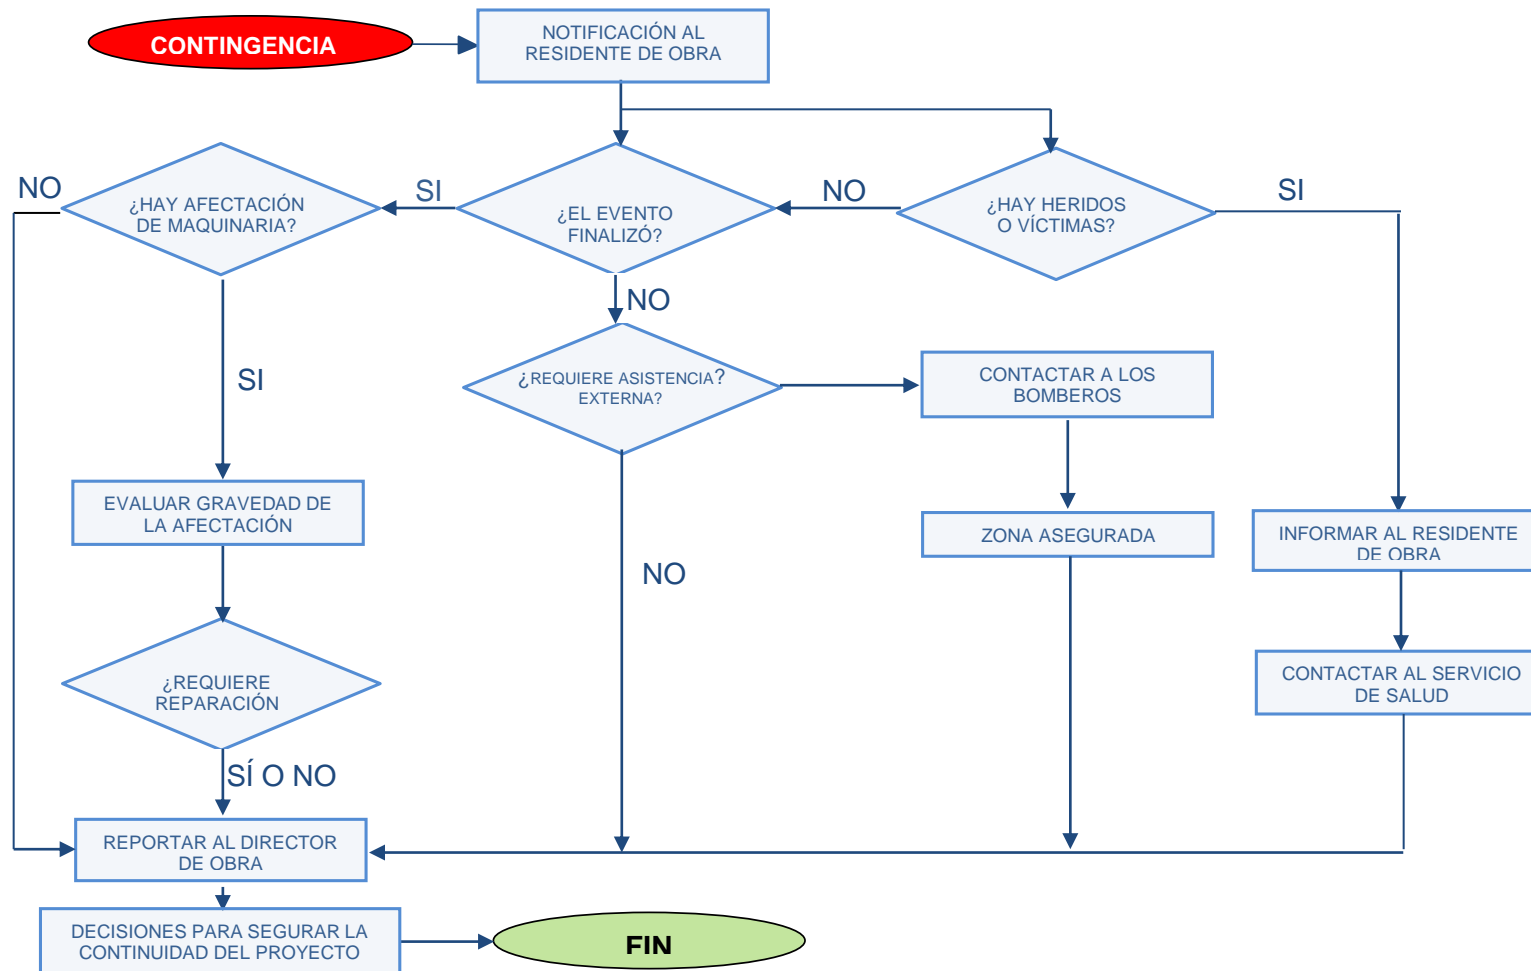 CONTINGENCIA
NOTIFICACIÓN AL
RESIDENTE DE OBRA
NO
¿HAY AFECTACIÓN
DE MAQUINARIA?
SI
¿EL EVENTO
FINALIZÓ?
NO
¿HAY HERIDOS
O VÍCTIMAS?
SI
NO
SI
¿REQUIERE ASISTENCIA?
EXTERNA?
CONTACTAR A LOS
BOMBEROS
EVALUAR GRAVEDAD DE
LA AFECTACIÓN
NO
ZONA ASEGURADA
INFORMAR AL RESIDENTE
DE OBRA
¿REQUIERE
REPARACIÓN
CONTACTAR AL SERVICIO
DE SALUD
SÍ O NO
REPORTAR AL DIRECTOR
DE OBRA
DECISIONES PARA SEGURAR LA
CONTINUIDAD DEL PROYECTO
FIN